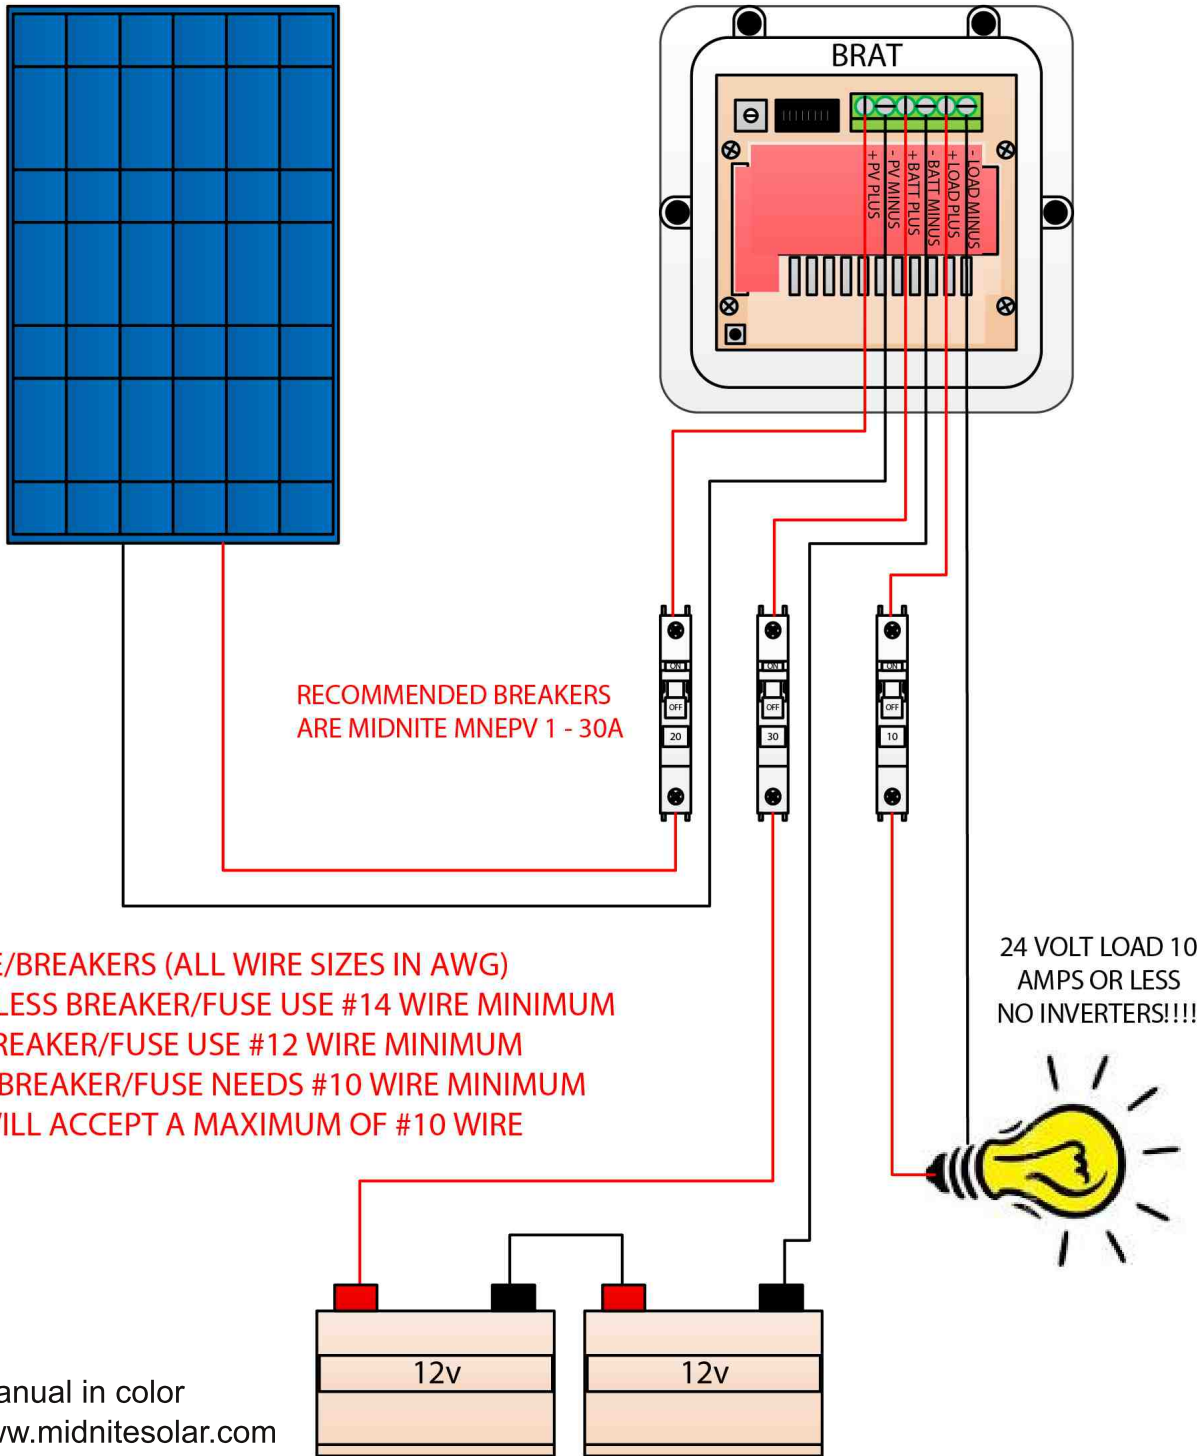 BRAT
+ PV PLUS
- PV MINUS
+ BATT PLUS
- BATT MINUS
+ LOAD PLUS
- LOAD MINUS
ON
OFF
20
ON
OFF
30
ON
OFF
10
RECOMMENDED BREAKERS
ARE MIDNITE MNEPV 1 - 30A
E/BREAKERS (ALL WIRE SIZES IN AWG)
LESS BREAKER/FUSE USE #14 WIRE MINIMUM
REAKER/FUSE USE #12 WIRE MINIMUM
BREAKER/FUSE NEEDS #10 WIRE MINIMUM
WILL ACCEPT A MAXIMUM OF #10 WIRE
24 VOLT LOAD 10
AMPS OR LESS
NO INVERTERS!!!!
12v
12v
anual in color
ww.midnitesolar.com